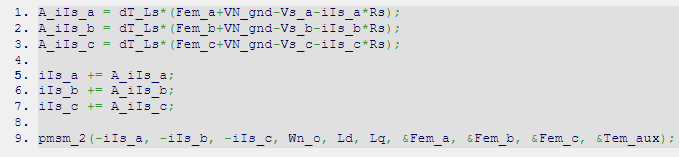 1. A_iIs_a = dT_Ls*(Fem_a+VN_gnd-Vs_a-iIs_a*Rs);
2. A_iIs_b = dT_Ls*(Fem_b+VN_gnd-Vs_b-iIs_b*Rs);
3. A_iIs_c = dT_Ls*(Fem_c+VN_gnd-Vs_c-iIs_c*Rs);
4.
5. iIs_a += A_iIs_a;
6. iIs_b += A_iIs_b;
7. iIs_c += A_iIs_c;
8.
9. pmsm_2(-iIs_a, -iIs_b, -iIs_c, Wn_o, Ld, Lq, &Fem_a, &Fem_b, &Fem_c, &Tem_aux);